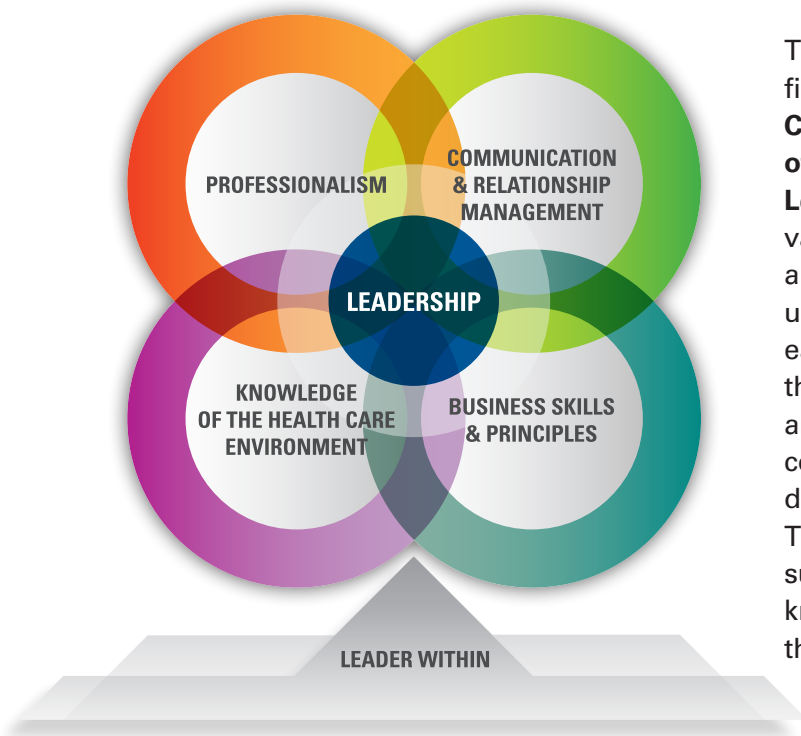 PROFESSIONALISM
COMMUNICATION
& RELATIONSHIP
MANAGEMENT
LEADERSHIP
KNOWLEDGE
OF THE HEALTH CARE
ENVIRONMENT
BUSINESS SKILLS
& PRINCIPLES
LEADER WITHIN